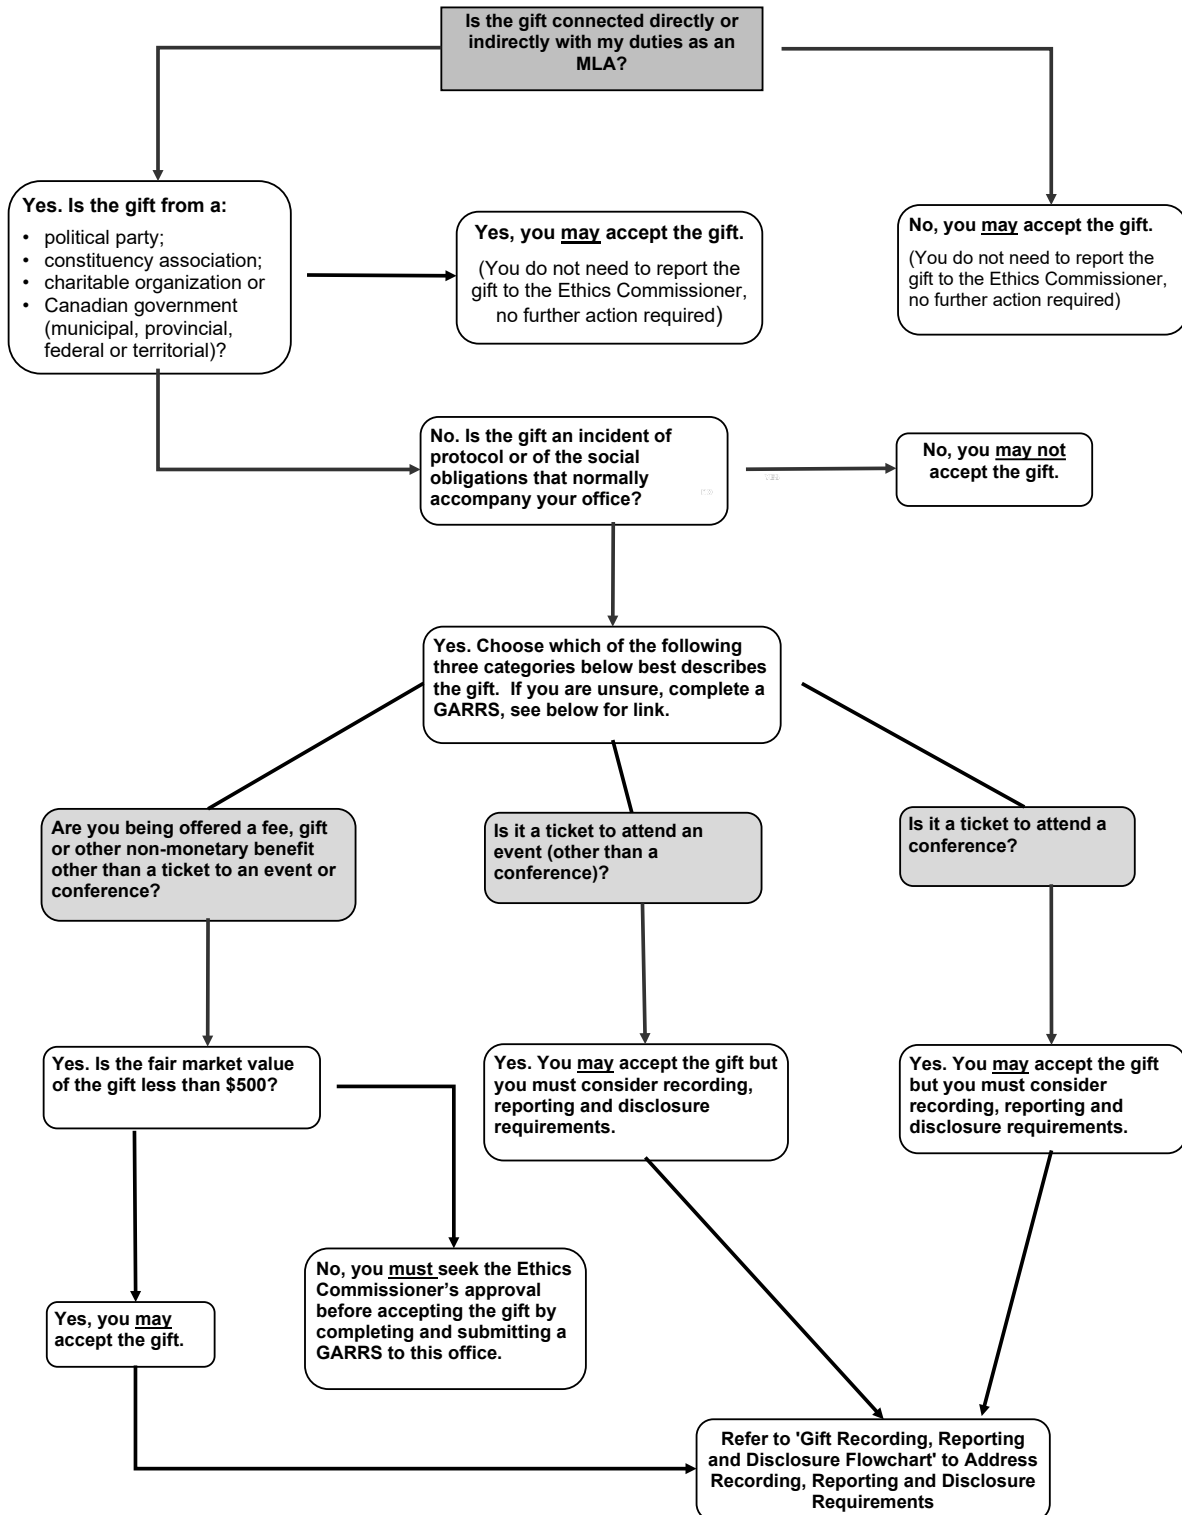 Is the gift connected directly or
indirectly with my duties as an
MLA?
Yes. Is the gift from a:
• political party;
• constituency association;
• charitable organization or
• Canadian government
(municipal, provincial,
federal or territorial)?
Yes, you may accept the gift.
(You do not need to report the
gift to the Ethics Commissioner,
no further action required)
No, you may accept the gift.
(You do not need to report the
gift to the Ethics Commissioner,
no further action required)
No. Is the gift an incident of
protocol or of the social
obligations that normally
accompany your office?
No, you may not
accept the gift.
Yes. Choose which of the following
three categories below best describes
the gift. If you are unsure, complete a
GARRS, see below for link.
Are you being offered a fee, gift
or other non-monetary benefit
other than a ticket to an event or
conference?
Is it a ticket to attend an
event (other than a
conference)?
Is it a ticket to attend a
conference?
Yes. Is the fair market value
of the gift less than $500?
Yes. You may accept the gift but
you must consider recording,
reporting and disclosure
requirements.
Yes. You may accept the gift
but you must consider
recording, reporting and
disclosure requirements.
No, you must seek the Ethics
Commissioner’s approval
before accepting the gift by
completing and submitting a
GARRS to this office.
Yes, you may
accept the gift.
Refer to 'Gift Recording, Reporting
and Disclosure Flowchart' to Address
Recording, Reporting and Disclosure
Requirements